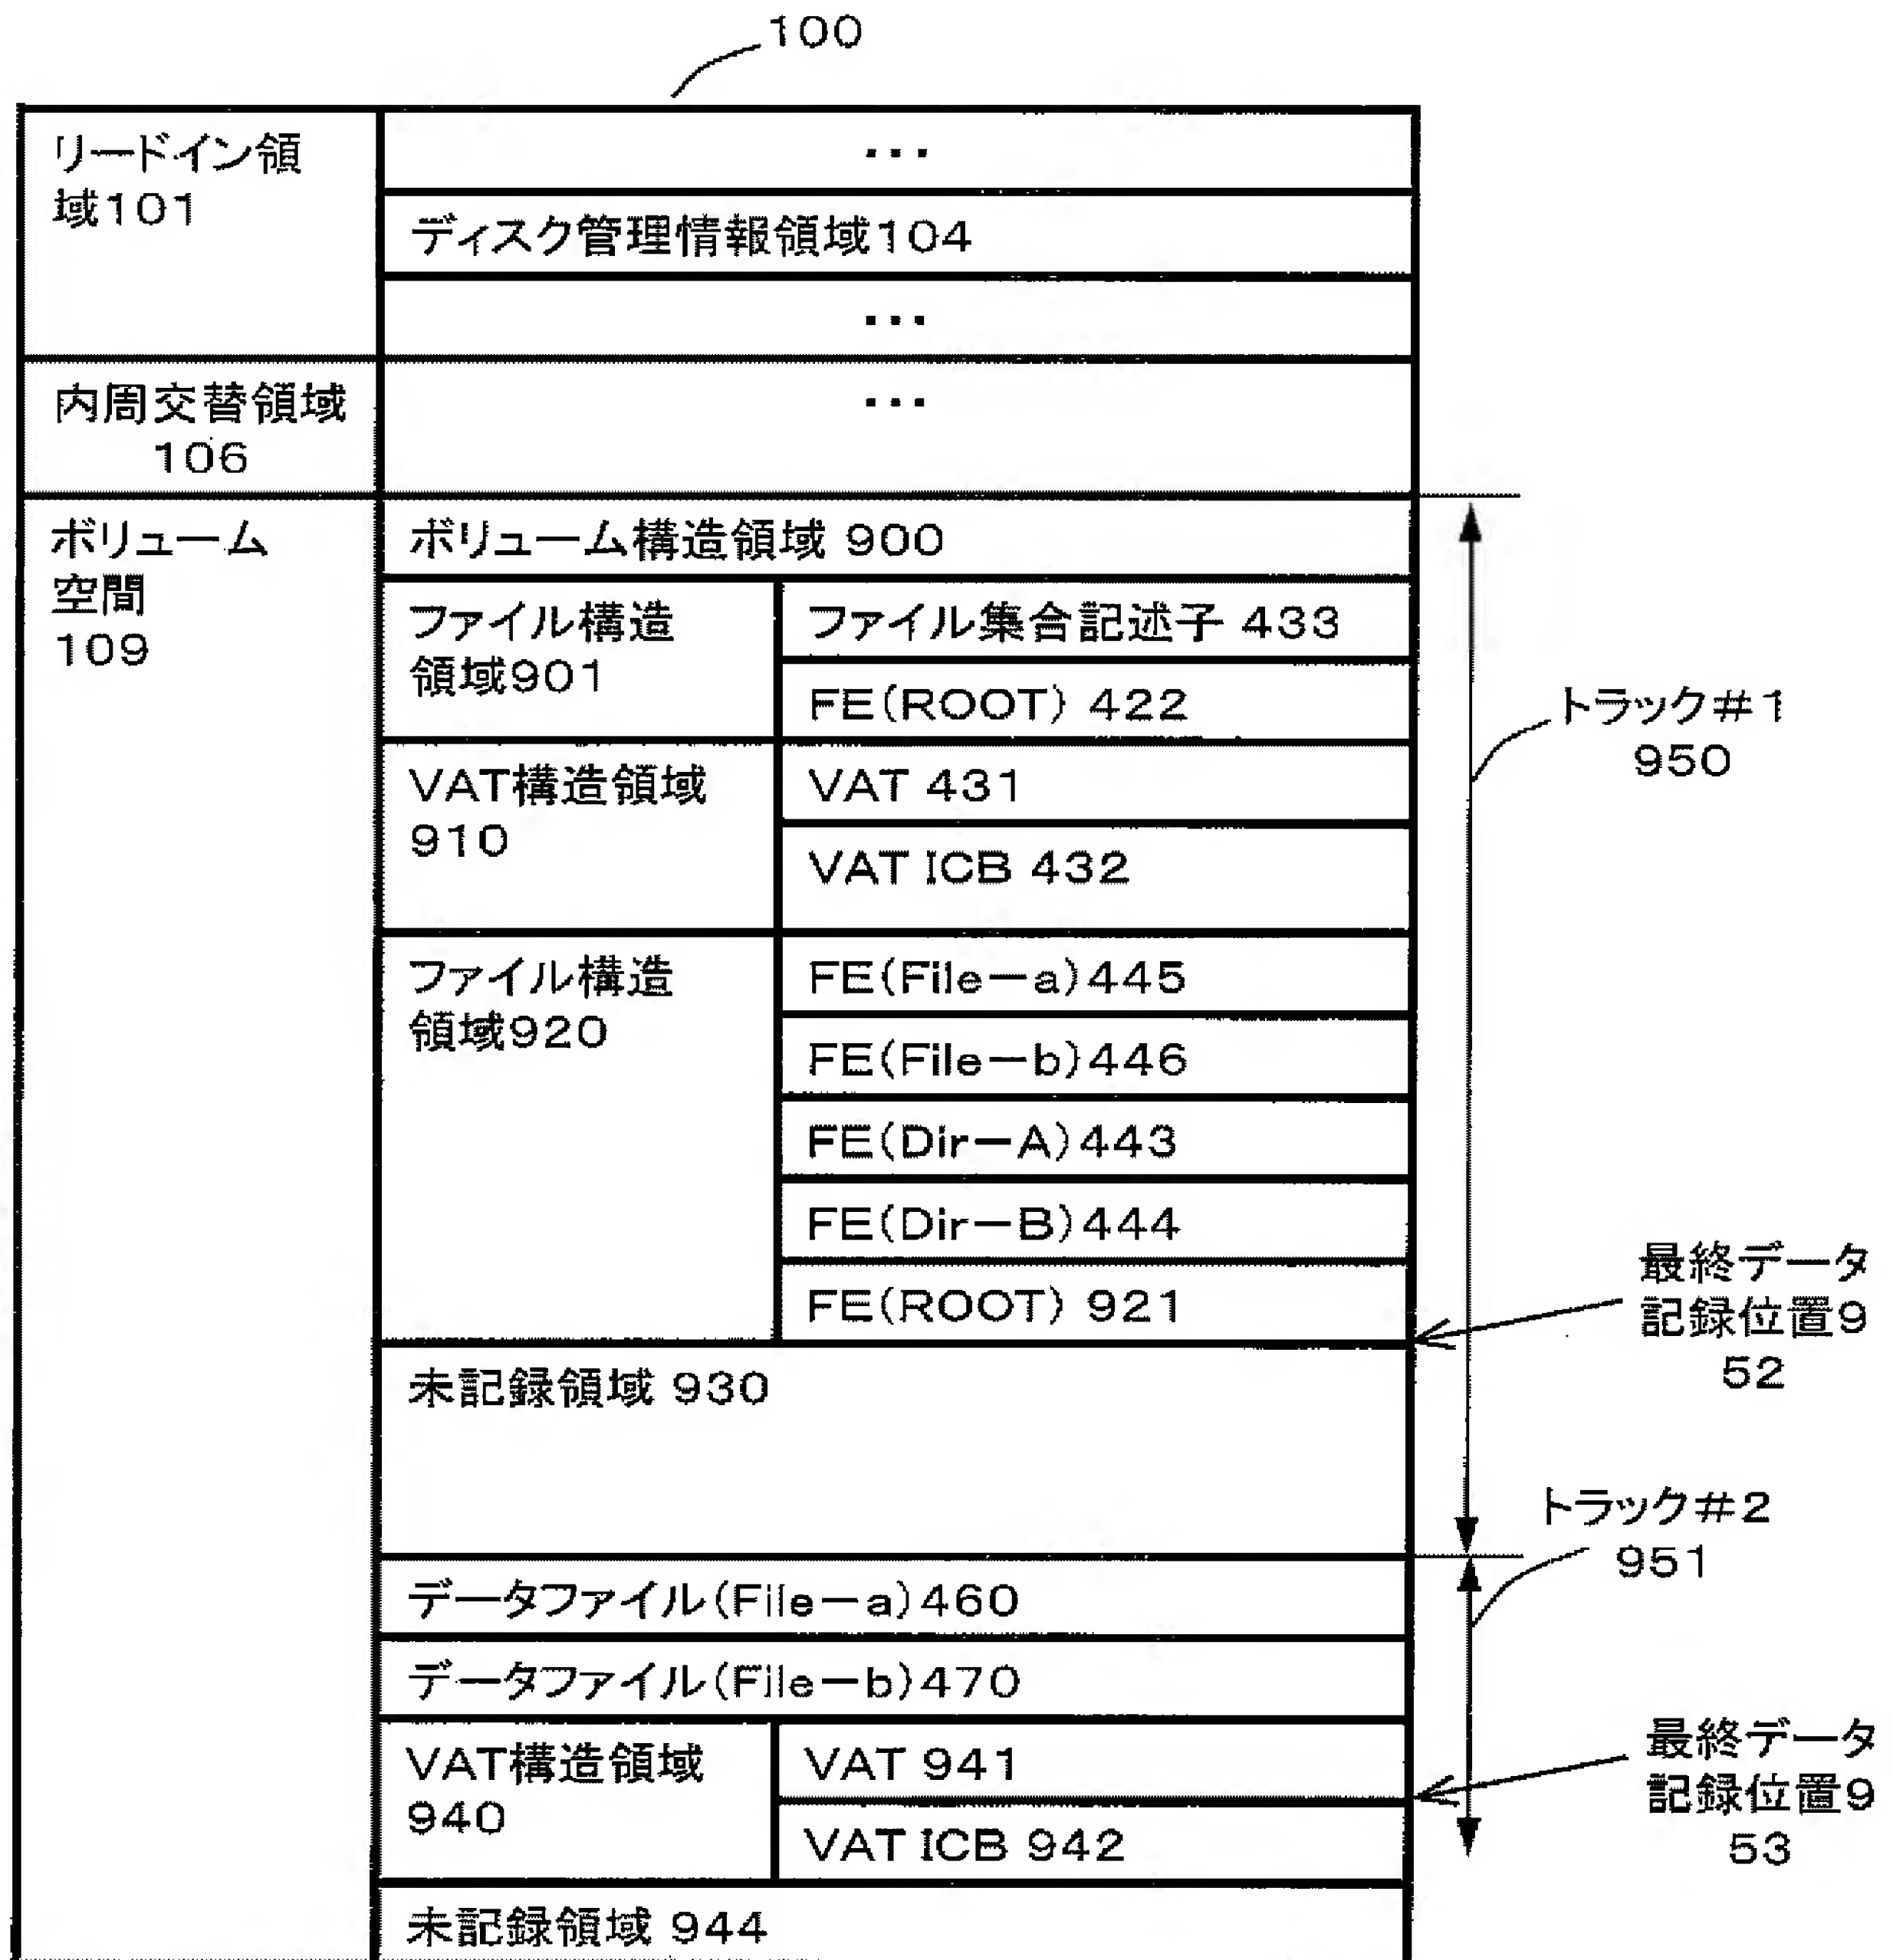 100
リードイン領
域101
...
ディスク管理情報領域104
...
内周交替領域
106
...
ボリューム
空間
109
ボリューム構造領域 900
ファイル構造
領域901
ファイル集合記述子 433
FE(ROOT) 422
VAT構造領域
910
VAT 431
VAT ICB 432
ファイル構造
領域920
FE(File-a)445
FE(File-b)446
FE(Dir-A)443
FE(Dir-B)444
FE(ROOT) 921
未記録領域 930
データファイル(File-a)460
データファイル(File-b)470
VAT構造領域
940
VAT 941
VAT ICB 942
未記録領域 944
トラック#1
950
最終データ
記録位置9
52
トラック#2
951
最終データ
記録位置9
53